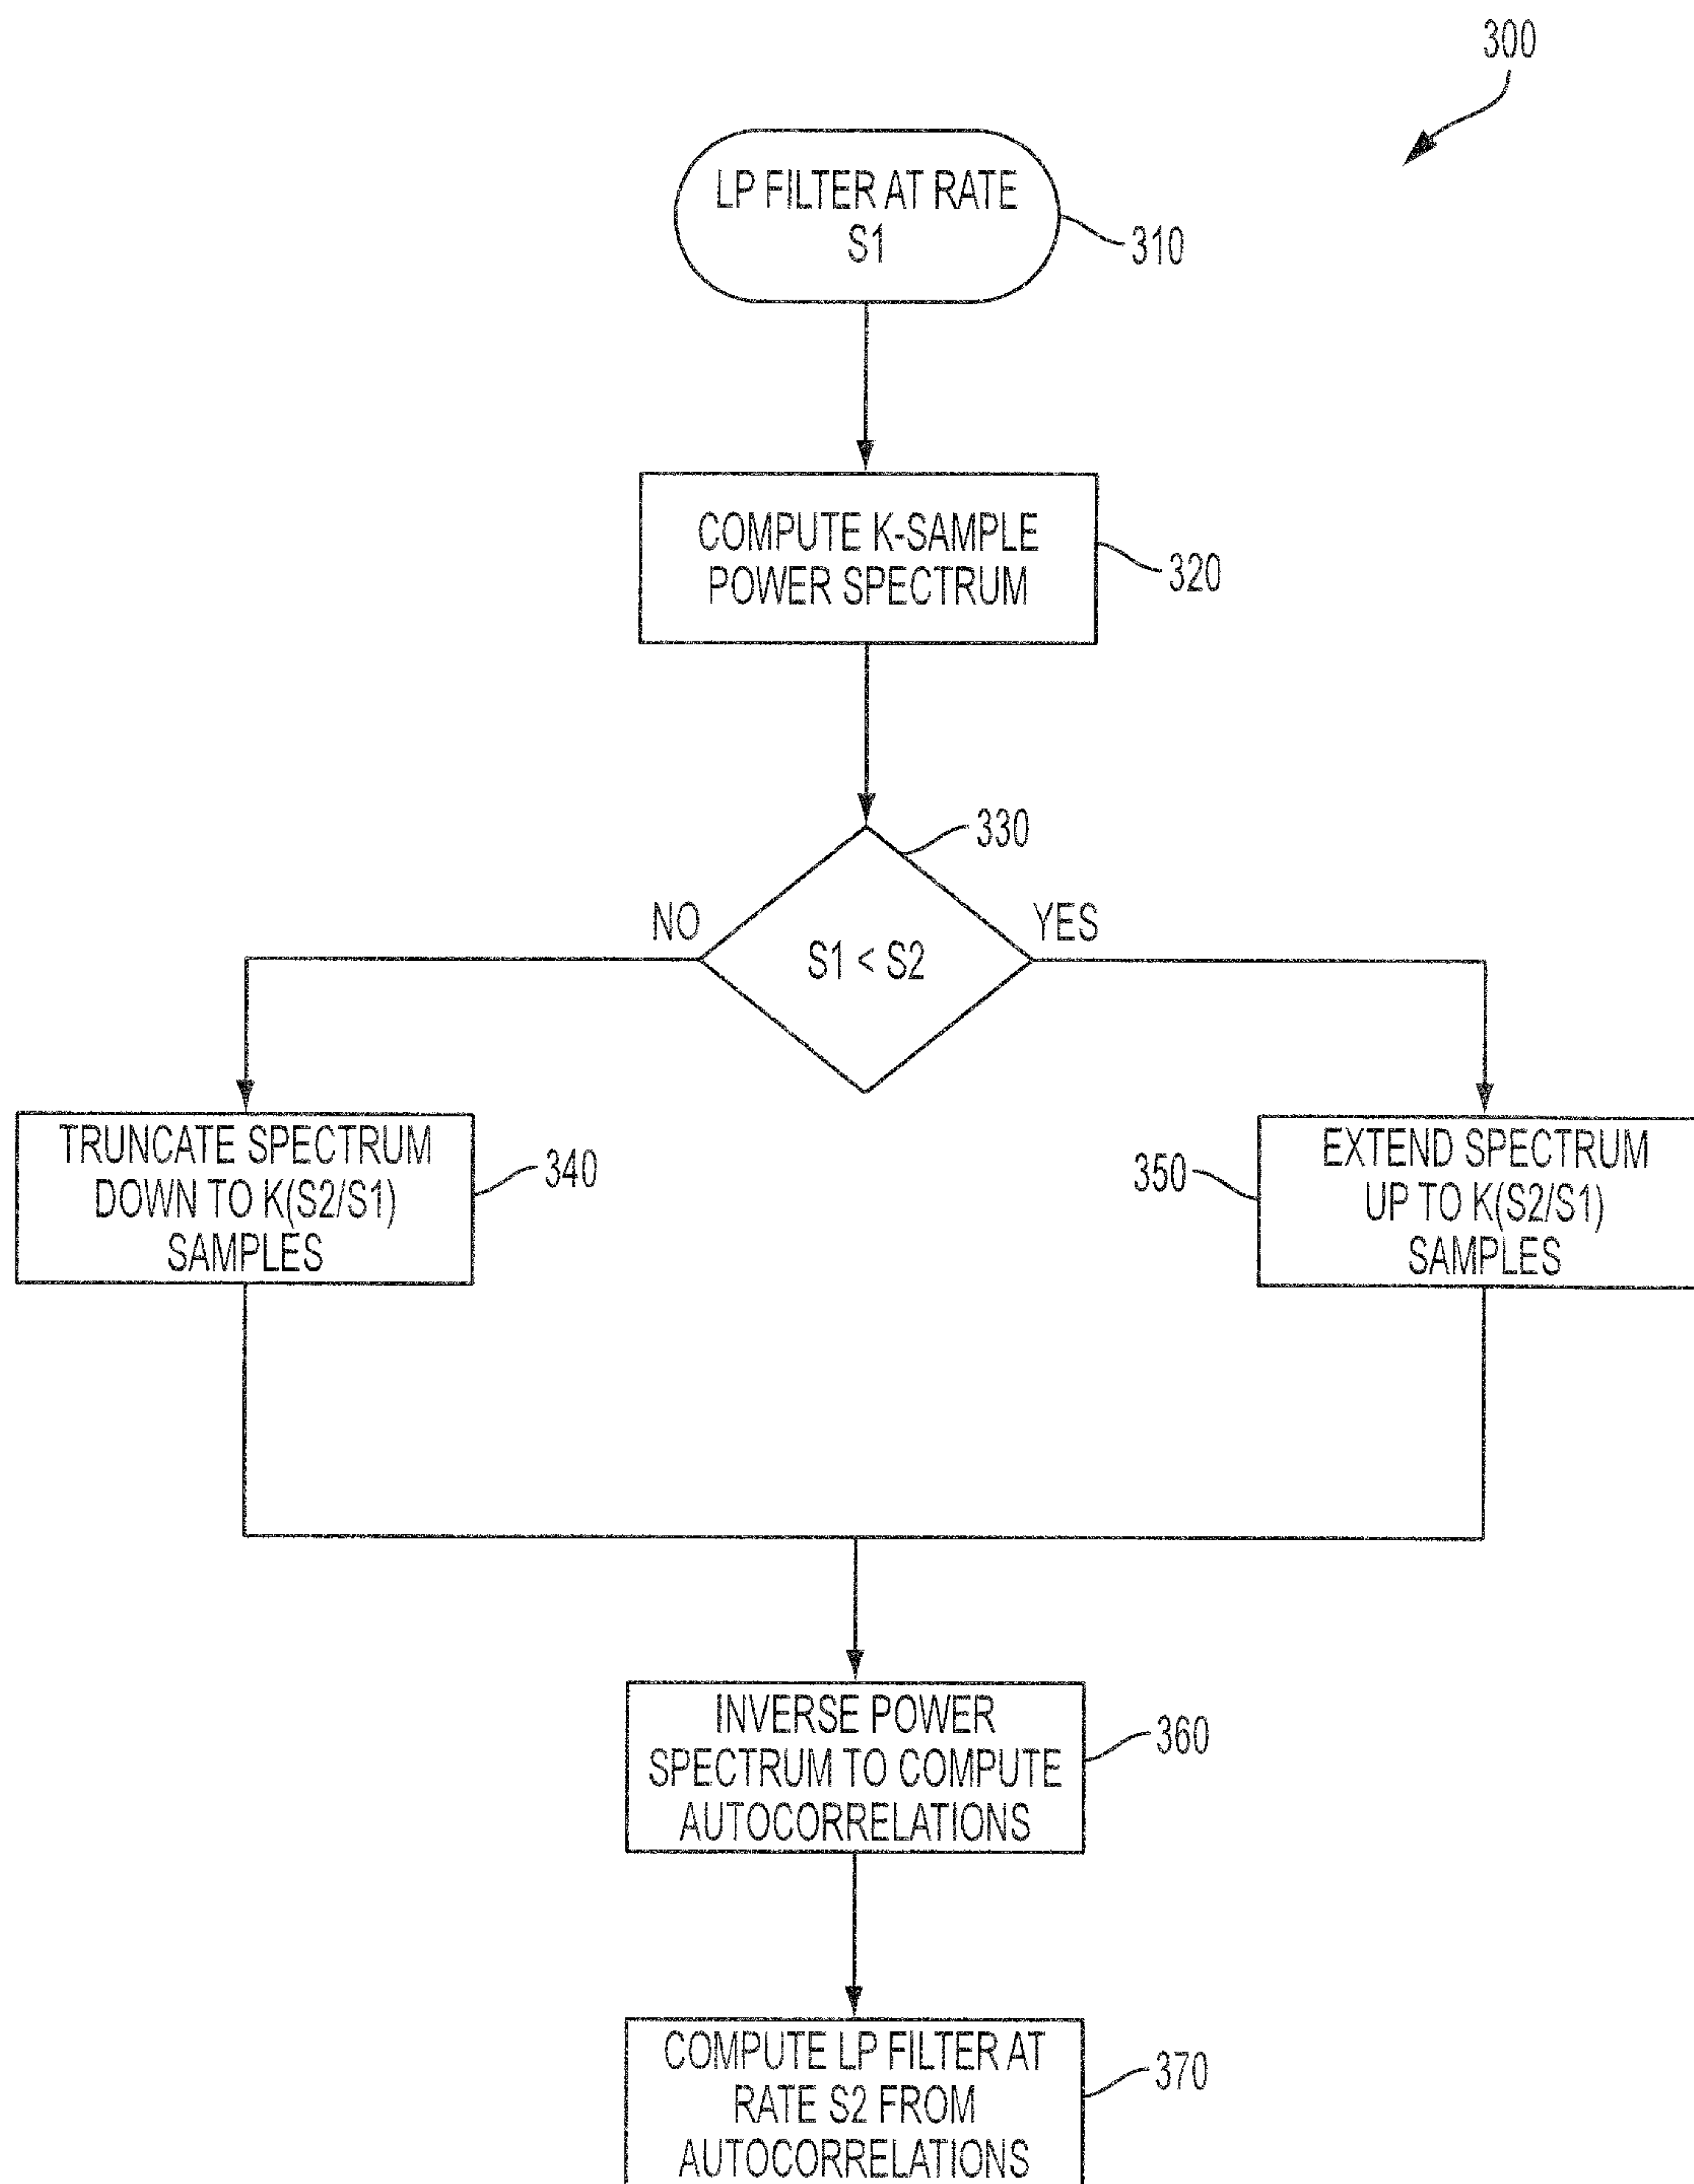 300
LP FILTER AT RATE
S1
310
COMPUTE K-SAMPLE
POWER SPECTRUM
320
330
NO
YES
S1 < S2
TRUNCATE SPECTRUM
DOWN TO K(S2/S1)
SAMPLES
340
350
EXTEND SPECTRUM
UP TO K(S2/S1)
SAMPLES
INVERSE POWER
SPECTRUM TO COMPUTE
AUTOCORRELATIONS
360
COMPUTE LP FILTER AT
RATE S2 FROM
AUTOCORRELATIONS
370